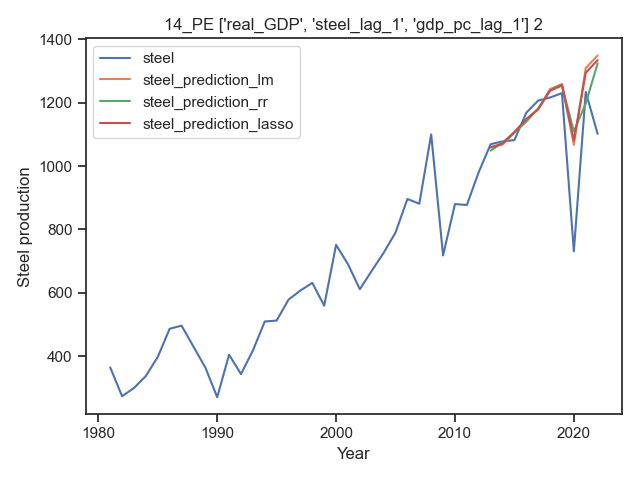 14_PE ['real_GDP', 'steel_lag_1', 'gdp_pc_lag_1'] 2
steel
steel_prediction_lm
steel_prediction_rr
steel_prediction_lasso
Steel production
1400
1200
1000
800
600
400
1980
1990
2000
2010
2020
Year